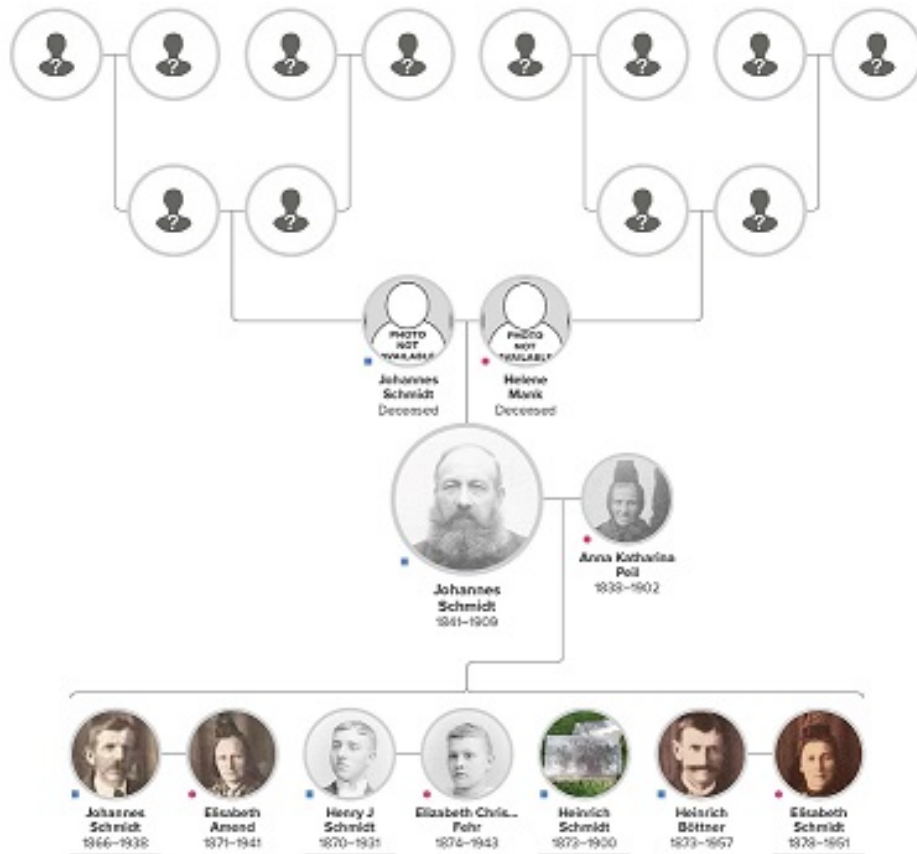 ?
?
?
?
?
?
?
?
?
?
?
?
PHOTO
NOT
AVAILABLE
PHOTO
NOT
AVAILABLE
Johannes
Schmidt
Deceased
Helene
Mank
Deceased
Johannes
Schmidt
1841–1909
Anna Katharina
Peil
1838–1902
Johannes
Schmidt
1866–1938
Elisabeth
Amend
1871–1941
Henry J
Schmidt
1870–1931
Elizabeth Chris...
Fehr
1874–1943
Heinrich
Schmidt
1873–1900
Heinrich
Böttner
1873–1957
Elisabeth
Schmidt
1878–1951